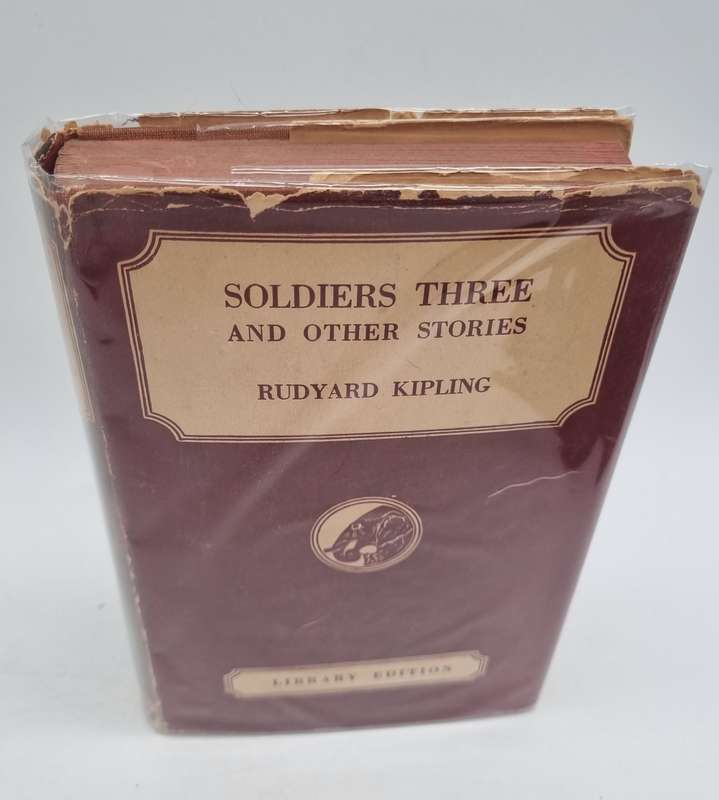 SOLDIERS THREE
AND OTHER STORIES
RUDYARD KIPLING
LIBRARY EDITION